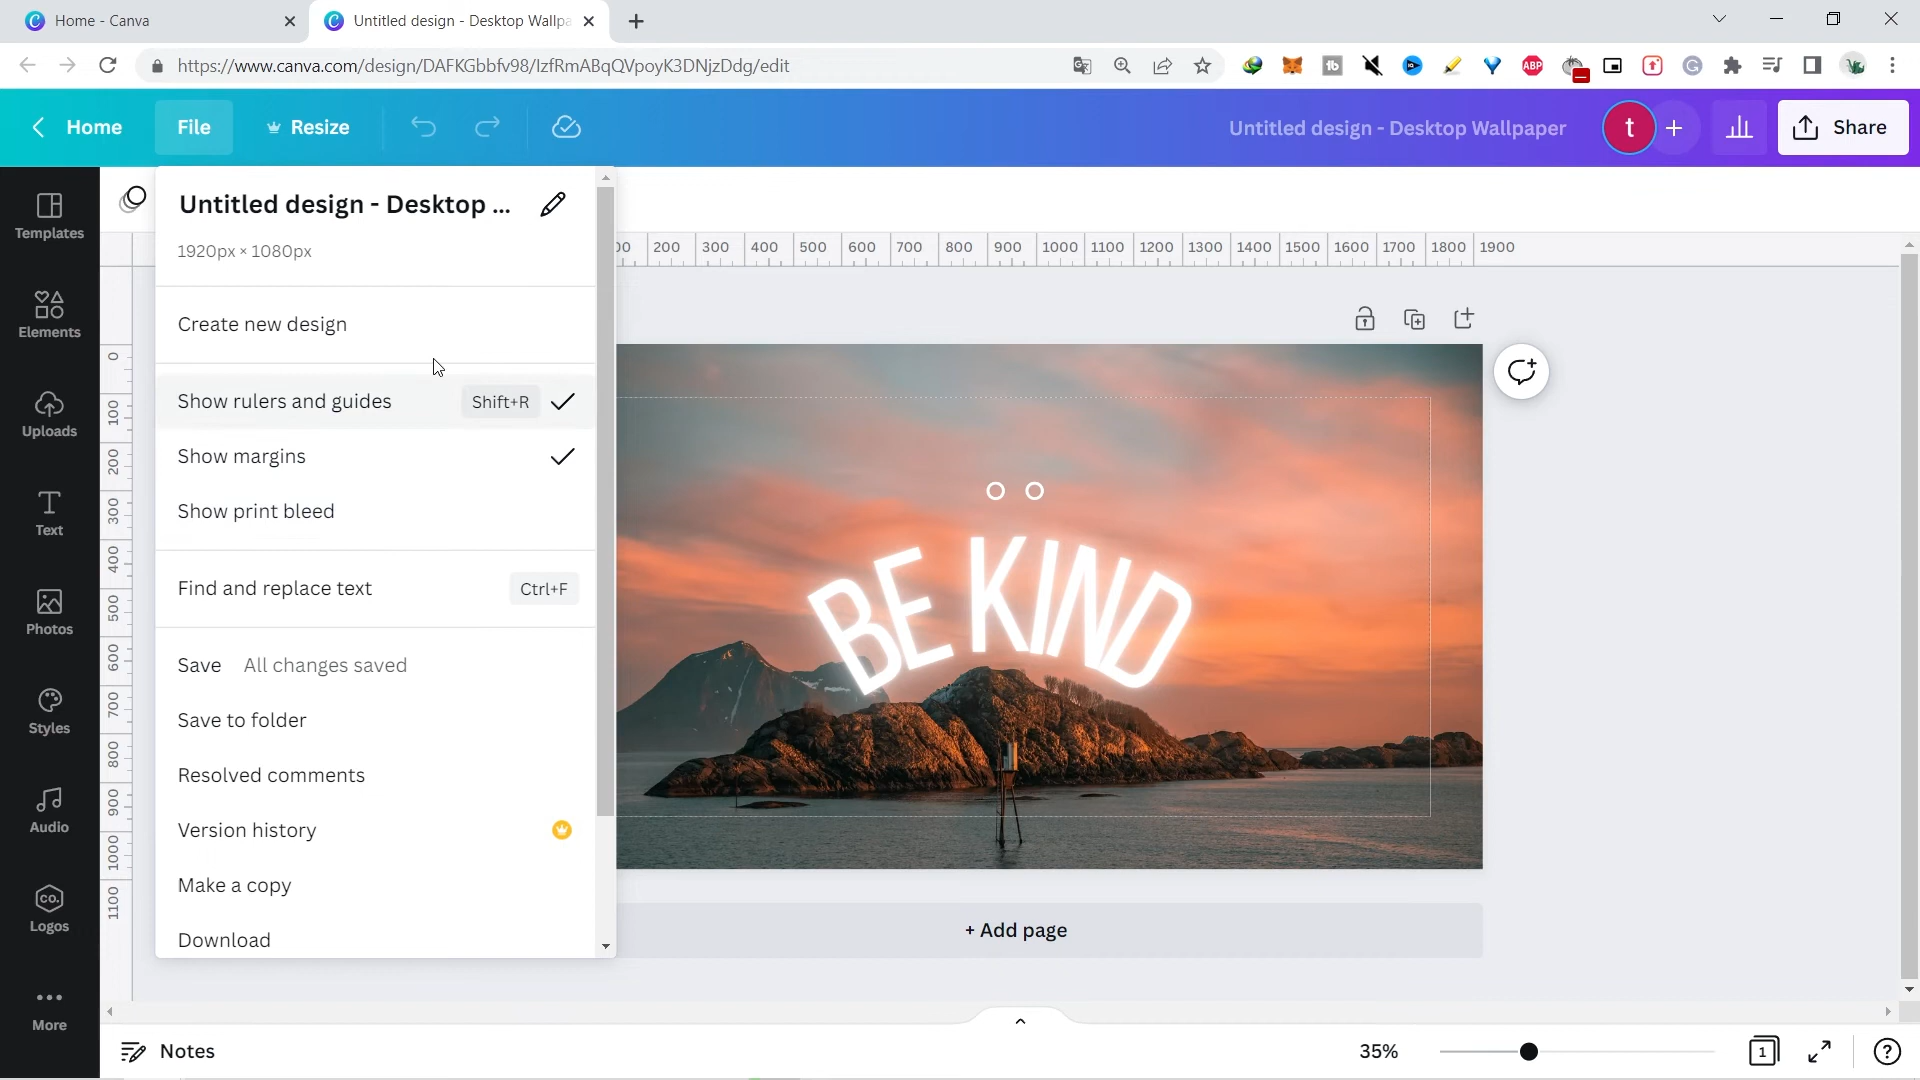 Home - Canva
Untitled design - Desktop Wallpa
https://www.canva.com/design/DAFKGbbfv98/IzfRmABqQVpoyK3DNjzDdg/edit
Home
File
Resize
Untitled design - Desktop Wallpaper
t
Share
Templates
Elements
Uploads
Text
Photos
Styles
Audio
CO.
Logos
More
Untitled design - Desktop ...
1920px × 1080px
Create new design
Show rulers and guides Shift+R
Show margins
Show print bleed
Find and replace text Ctrl+F
Save All changes saved
Save to folder
Resolved comments
Version history
Make a copy
Download
200 300 400 500 600 700 800 900 1000 1100 1200 1300 1400 1500 1600 1700 1800 1900
0
100
200
300
400
500
600
700
800
900
1000
1100
BE KIND
+ Add page
Notes
35%
1
ABP